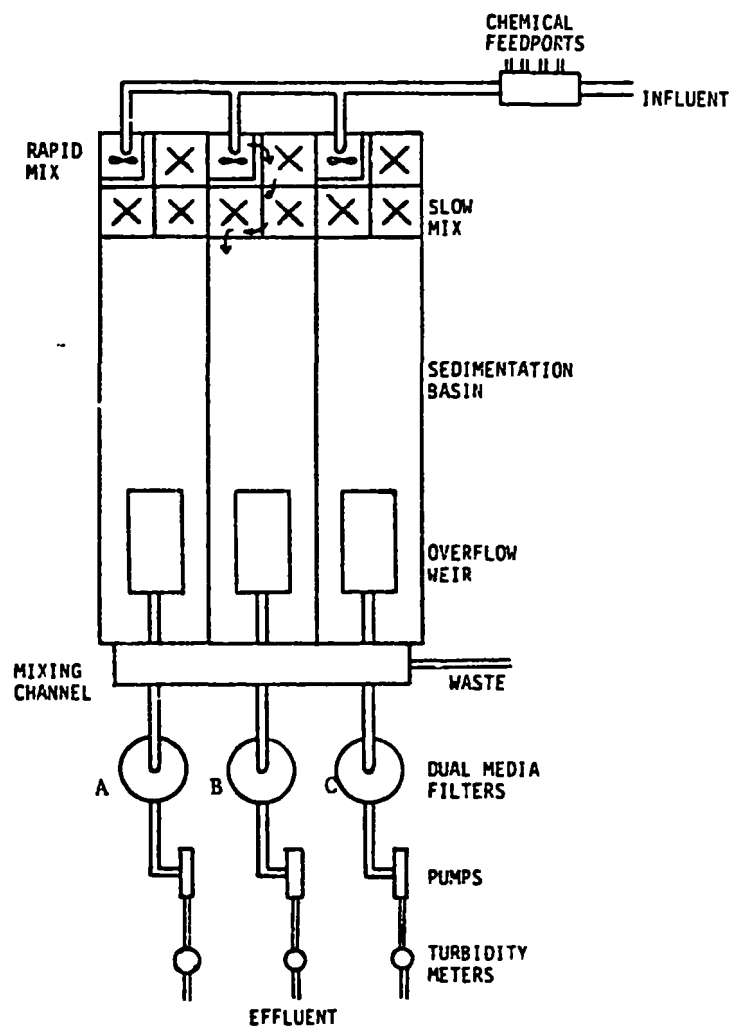 CHEMICAL
FEEDPORTS
INFLUENT
RAPID
MIX
SLOW
MIX
SEDIMENTATION
BASIN
OVERFLOW
WEIR
MIXING
CHANNEL
WASTE
A
B
C
DUAL MEDIA
FILTERS
PUMPS
TURBIDITY
METERS
EFFLUENT